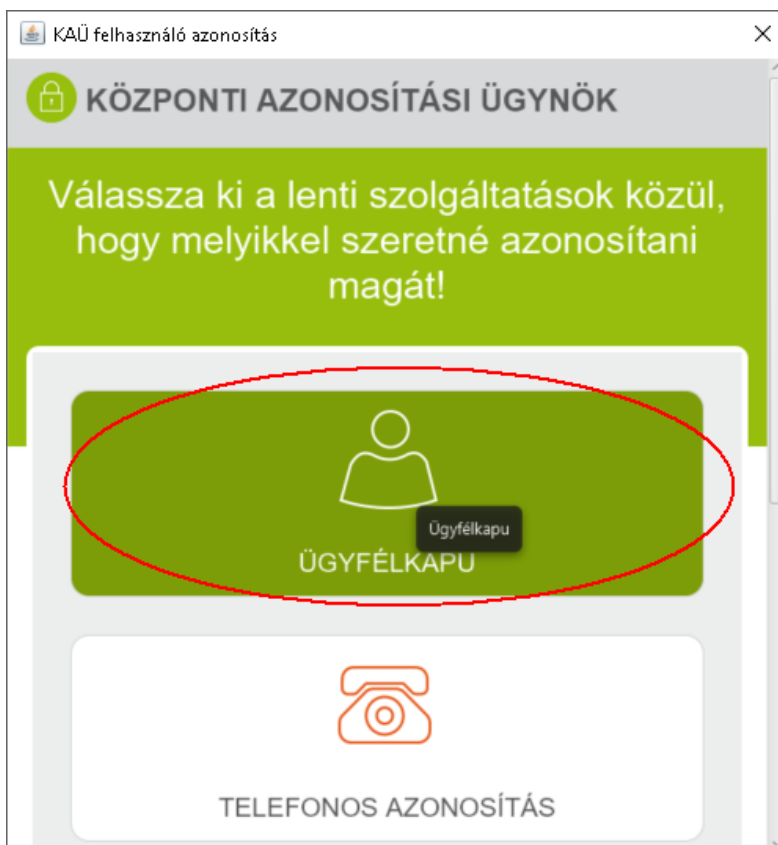 KAÜ felhasználó azonosítás
KÖZPONTI AZONOSÍTÁSI ÜGYNÖK
Válassza ki a lenti szolgáltatások közül,
hogy melyikkel szeretné azonosítani
magát!
Ügyfélkapu
ÜGYFÉLKAPU
TELEFONOS AZONOSÍTÁS